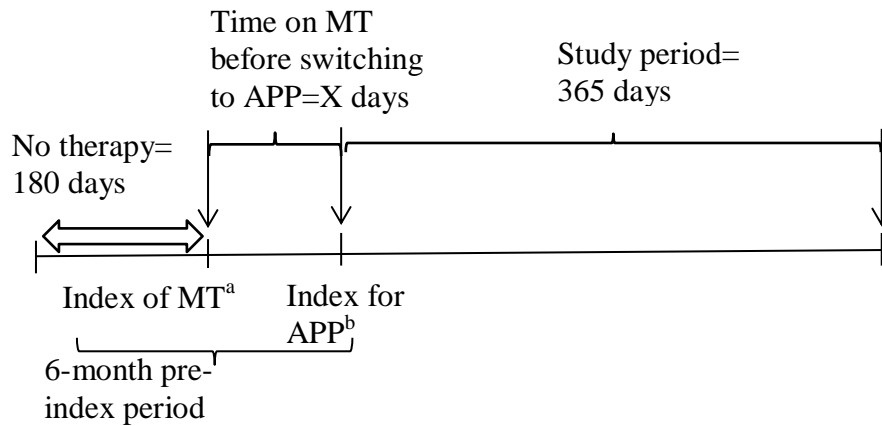 Time on MT
before switching
to APP=X days
Study period=
365 days
No therapy=
180 days
Index of MTᵃ
Index for
APPᵇ
6-month pre-
index period